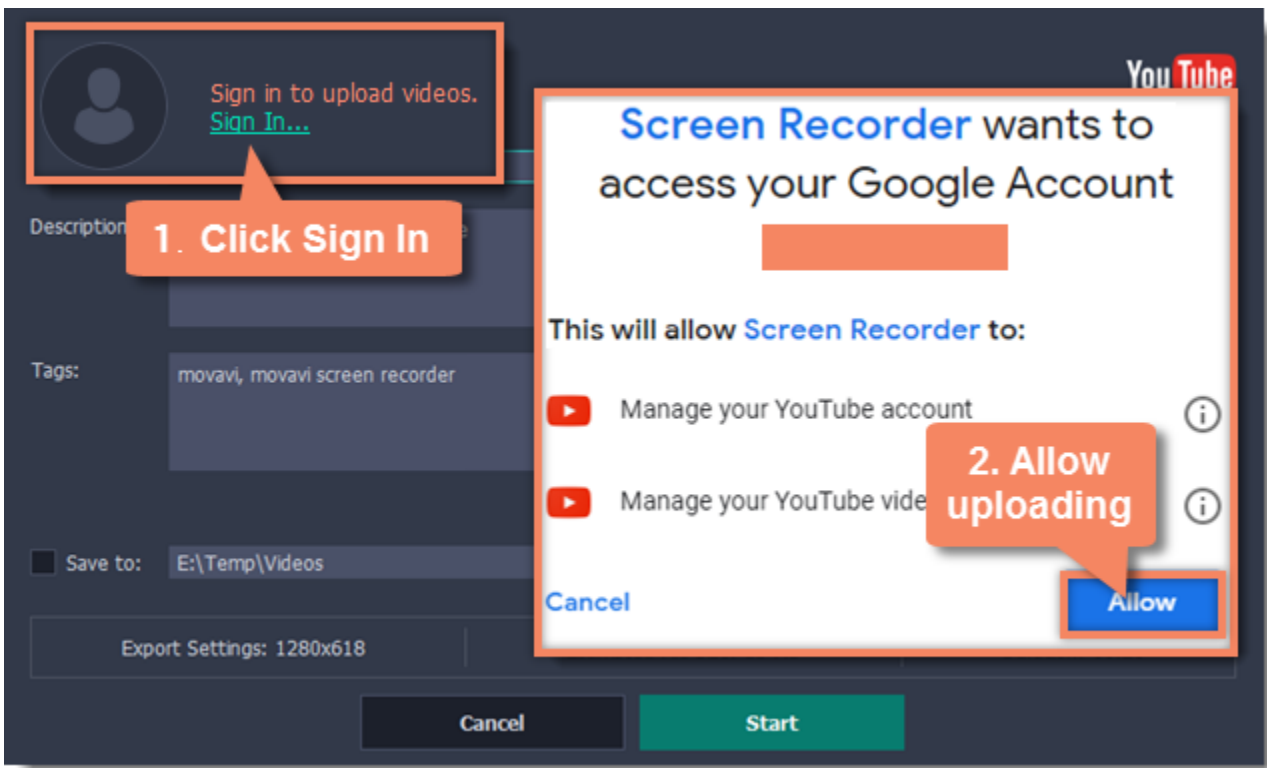 Sign in to upload videos.
Sign In...
You Tube
1. Click Sign In
Description
Tags:
movavi, movavi screen recorder
Save to:
E:\Temp\Videos
Export Settings: 1280x618
Cancel
Start
Screen Recorder wants to
access your Google Account
This will allow Screen Recorder to:
Manage your YouTube account
Manage your YouTube
2. Allow
uploading
Cancel
Allow